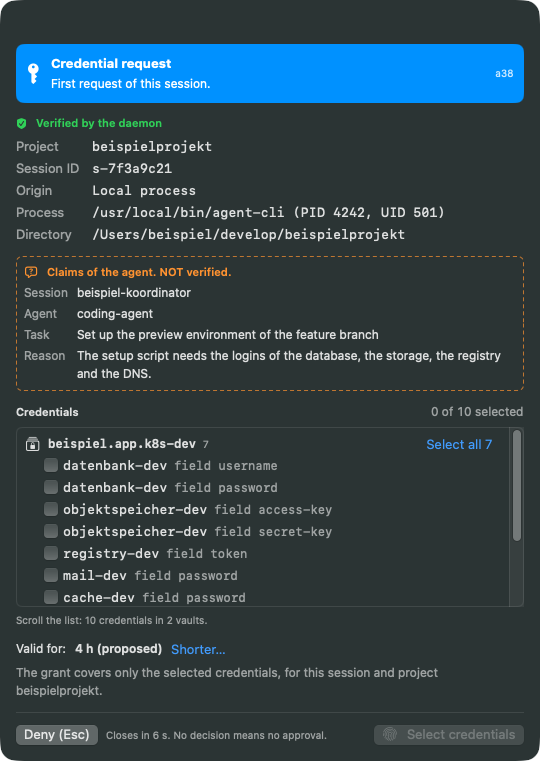 Credential request
First request of this session.
a38
Verified by the daemon
Project beispielprojekt
Session ID s-7f3a9c21
Origin Local process
Process /usr/local/bin/agent-cli (PID 4242, UID 501)
Directory /Users/beispiel/develop/beispielprojekt
Claims of the agent. NOT verified.
Session beispiel-koordinator
Agent coding-agent
Task Set up the preview environment of the feature branch
Reason The setup script needs the logins of the database, the storage, the registry
and the DNS.
Credentials 0 of 10 selected
beispiel.app.k8s-dev 7 Select all 7
datenbank-dev field username
datenbank-dev field password
objektspeicher-dev field access-key
objektspeicher-dev field secret-key
registry-dev field token
mail-dev field password
cache-dev field password
Scroll the list: 10 credentials in 2 vaults.
Valid for: 4 h (proposed) Shorter...
The grant covers only the selected credentials, for this session and project
beispielprojekt.
Deny (Esc) Closes in 6 s. No decision means no approval. Select credentials